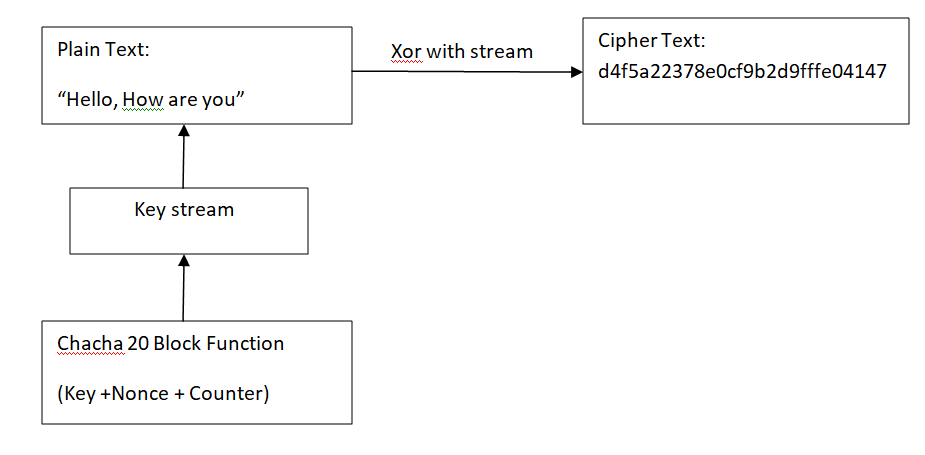 Plain Text:
“Hello, How are you”
Xor with stream
Cipher Text:
d4f5a22378e0cf9b2d9fffe04147
Key stream
Chacha 20 Block Function
(Key +Nonce + Counter)